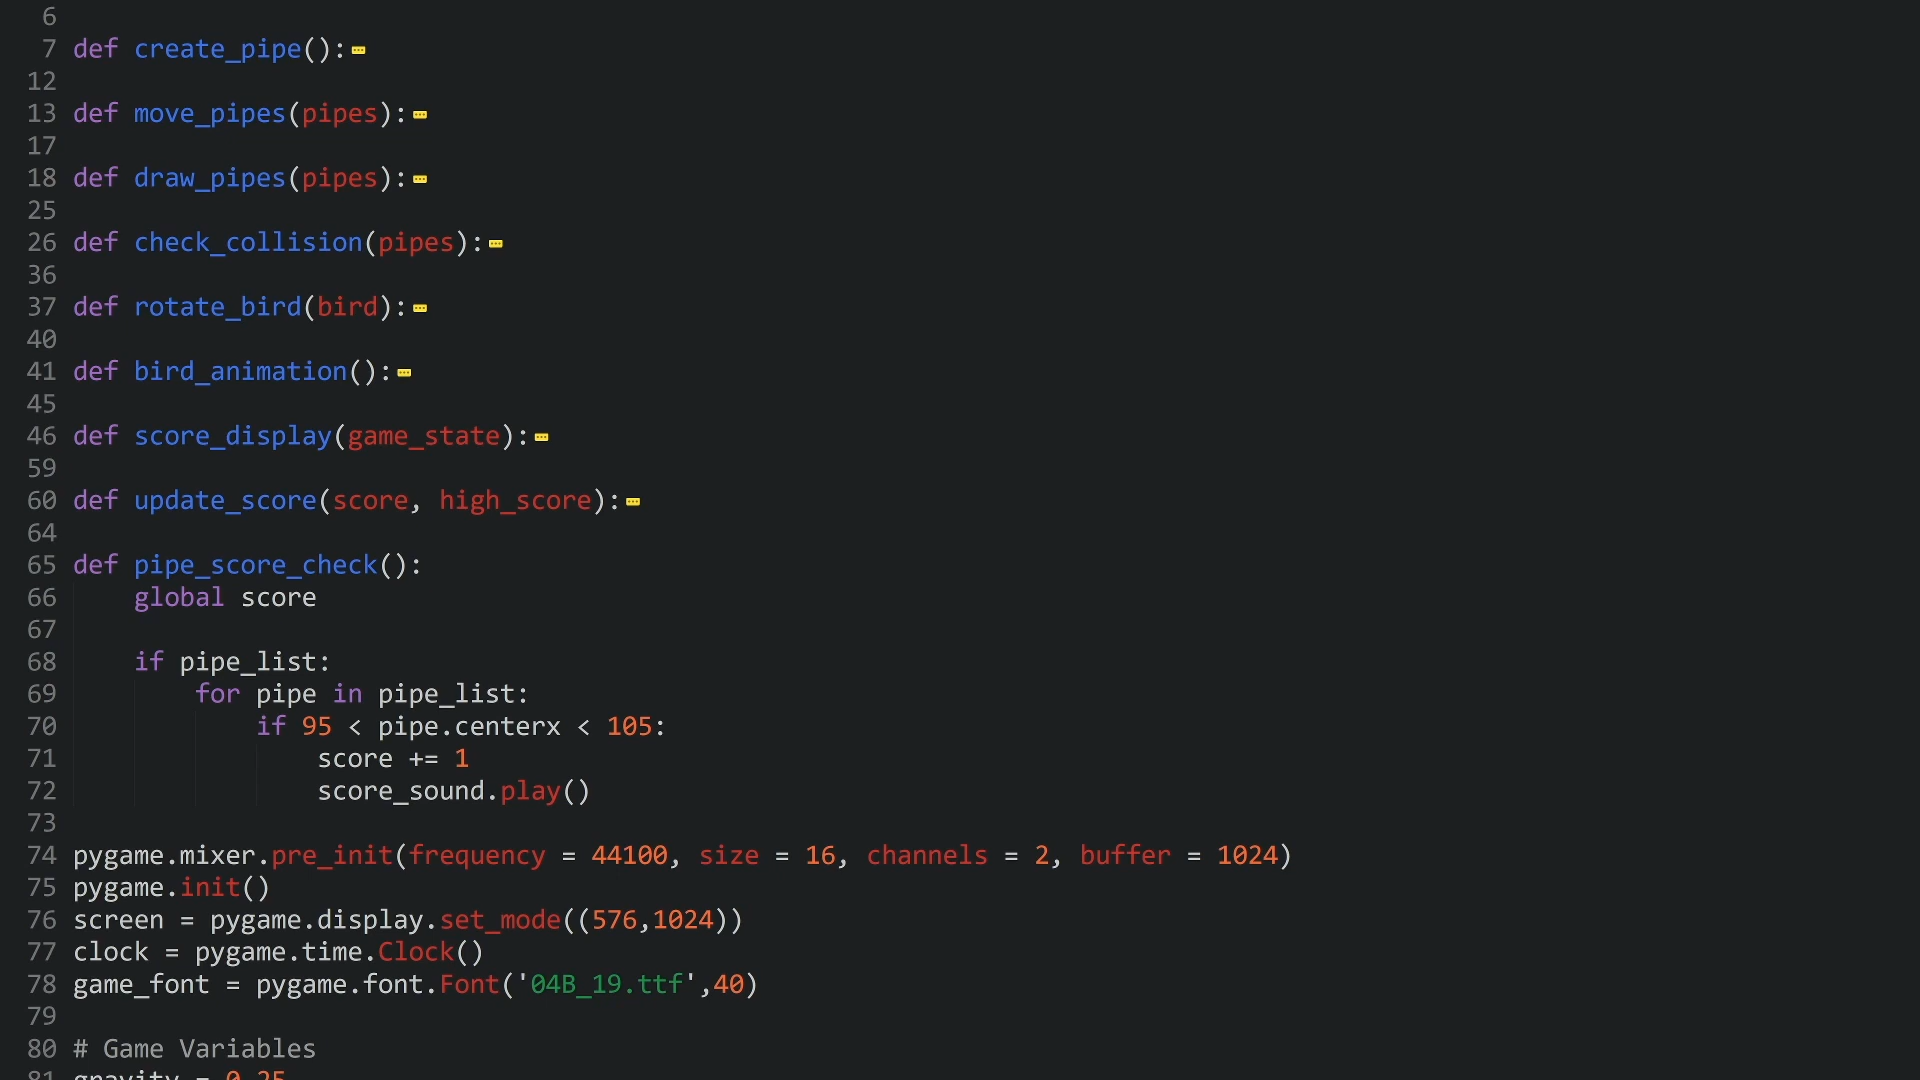 6
7 def create_pipe():
12
13 def move_pipes(pipes):
17
18 def draw_pipes(pipes):
25
26 def check_collision(pipes):
36
37 def rotate_bird(bird):
40
41 def bird_animation():
45
46 def score_display(game_state):
59
60 def update_score(score, high_score):
64
65 def pipe_score_check():
66     global score
67
68     if pipe_list:
69         for pipe in pipe_list:
70             if 95 < pipe.centerx < 105:
71                 score += 1
72                 score_sound.play()
73
74 pygame.mixer.pre_init(frequency = 44100, size = 16, channels = 2, buffer = 1024)
75 pygame.init()
76 screen = pygame.display.set_mode((576,1024))
77 clock = pygame.time.Clock()
78 game_font = pygame.font.Font('04B_19.ttf',40)
79
80 # Game Variables
81 gravity = 0.25